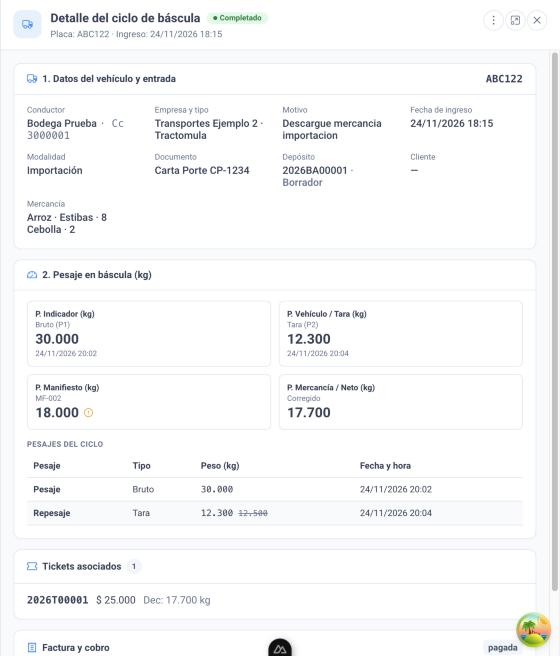 Detalle del ciclo de báscula Completado
Placa: ABC122 · Ingreso: 24/11/2026 18:15
1. Datos del vehículo y entrada ABC122
Conductor Empresa y tipo Motivo Fecha de ingreso
Bodega Prueba · Cc 3000001 Transportes Ejemplo 2 · Tractomula Descargue mercancia importacion 24/11/2026 18:15
Modalidad Documento Depósito Cliente
Importación Carta Porte CP-1234 2026BA00001 · Borrador —
Mercancía
Arroz · Estibas · 8
Cebolla · 2
2. Pesaje en báscula (kg)
P. Indicador (kg) P. Vehículo / Tara (kg)
Bruto (P1) Tara (P2)
30.000 12.300
24/11/2026 20:02 24/11/2026 20:04
P. Manifiesto (kg) P. Mercancía / Neto (kg)
MF-002 Corregido
18.000 17.700
PESAJES DEL CICLO
Pesaje Tipo Peso (kg) Fecha y hora
Pesaje Bruto 30.000 24/11/2026 20:02
Repesaje Tara 12.300 12.500 24/11/2026 20:04
Tickets asociados 1
2026T00001 $ 25.000 Dec: 17.700 kg
Factura y cobro pagada